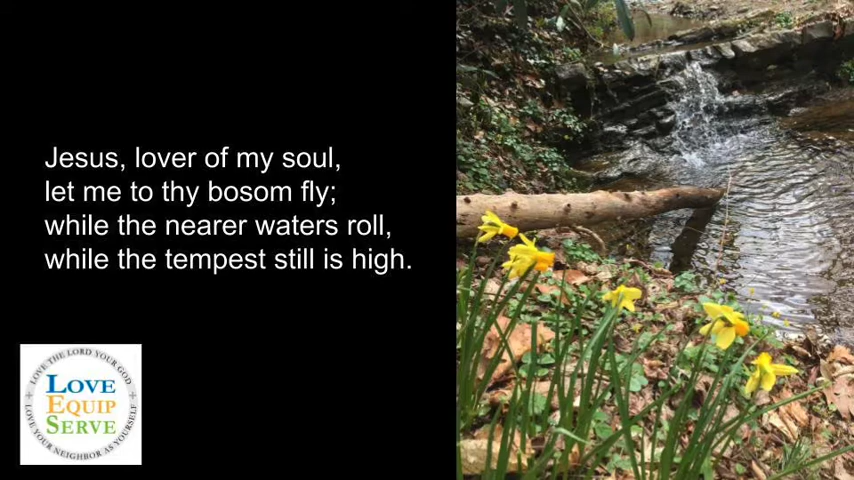 Jesus, lover of my soul,
let me to thy bosom fly;
while the nearer waters roll,
while the tempest still is high.
LOVE THE LORD YOUR GOD
LOVE
EQUIP
SERVE
LOVE YOUR NEIGHBOR AS YOURSELF